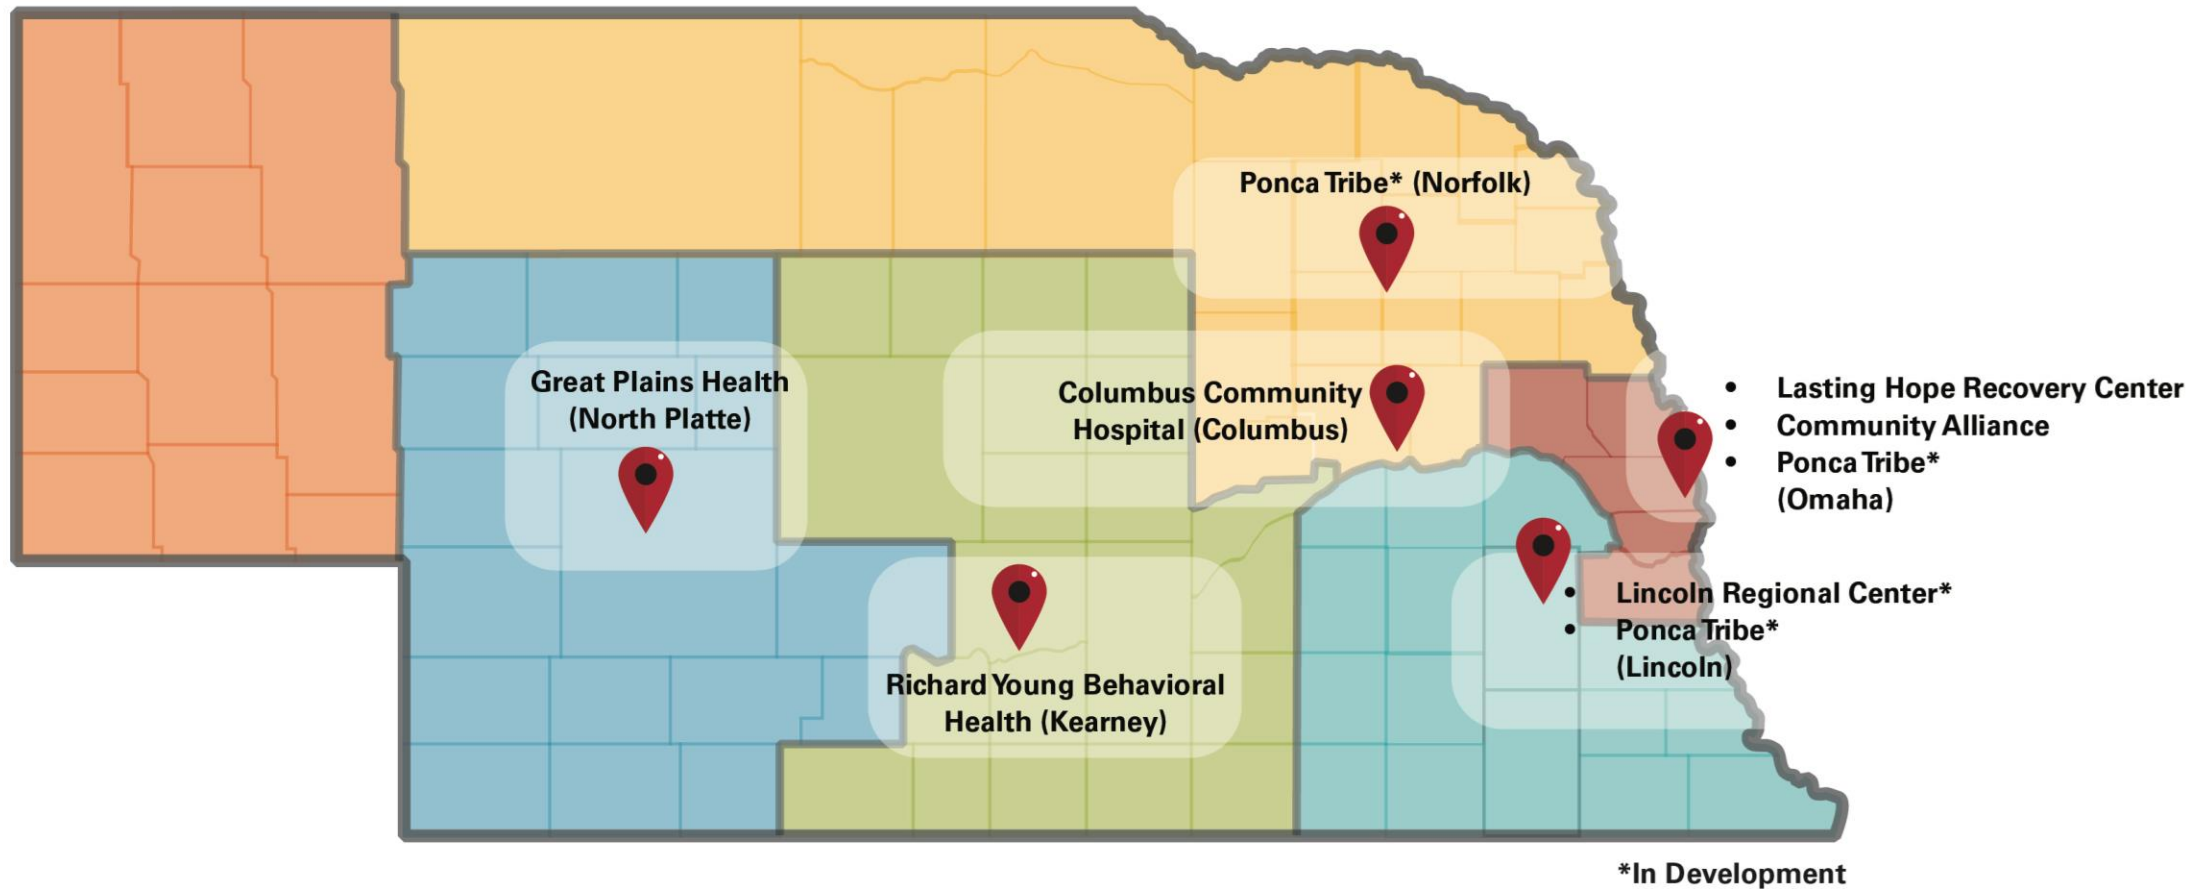 Ponca Tribe* (Norfolk)
Great Plains Health
(North Platte)
Columbus Community
Hospital (Columbus)
• Lasting Hope Recovery Center
• Community Alliance
• Ponca Tribe*
(Omaha)
• Lincoln Regional Center*
• Ponca Tribe*
(Lincoln)
Richard Young Behavioral
Health (Kearney)
*In Development